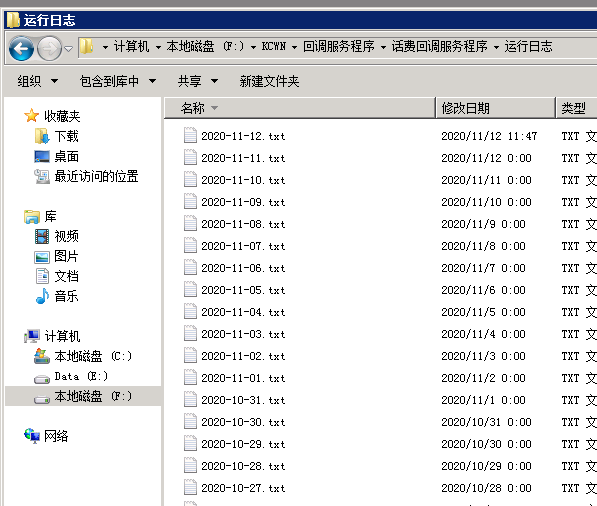 运行日志
计算机 本地磁盘 (F:) KCWN 回调服务程序 话费回调服务程序 运行日志
组织 包含到库中 共享 新建文件夹
收藏夹
下载
桌面
最近访问的位置
库
视频
图片
文档
音乐
计算机
本地磁盘 (C:)
Data (E:)
本地磁盘 (F:)
网络
名称 修改日期 类型
2020-11-12.txt 2020/11/12 11:47 TXT 文
2020-11-11.txt 2020/11/12 0:00 TXT 文
2020-11-10.txt 2020/11/11 0:00 TXT 文
2020-11-09.txt 2020/11/10 0:00 TXT 文
2020-11-08.txt 2020/11/9 0:00 TXT 文
2020-11-07.txt 2020/11/8 0:00 TXT 文
2020-11-06.txt 2020/11/7 0:00 TXT 文
2020-11-05.txt 2020/11/6 0:00 TXT 文
2020-11-04.txt 2020/11/5 0:00 TXT 文
2020-11-03.txt 2020/11/4 0:00 TXT 文
2020-11-02.txt 2020/11/3 0:00 TXT 文
2020-11-01.txt 2020/11/2 0:00 TXT 文
2020-10-31.txt 2020/11/1 0:00 TXT 文
2020-10-30.txt 2020/10/31 0:00 TXT 文
2020-10-29.txt 2020/10/30 0:00 TXT 文
2020-10-28.txt 2020/10/29 0:00 TXT 文
2020-10-27.txt 2020/10/28 0:00 TXT 文